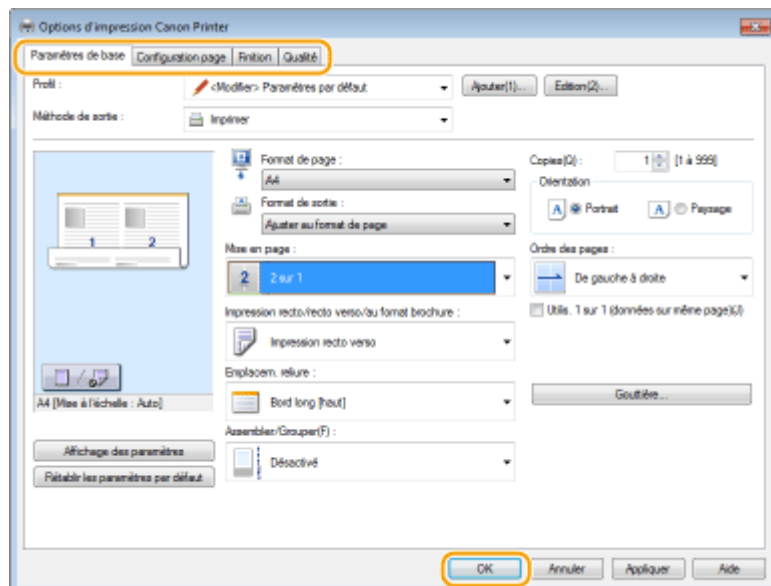 Options d'impression Canon Printer
Paramètres de base Configuration page Finition Qualité
Profil : <Modifier> Paramètres par défaut Ajouter(1)... Edition(2)...
Méthode de sortie : Imprimer
Format de page : Copies(Q) : 1 [1 à 999]
A4 Orientation
Format de sortie : A Portrait A Paysage
Ajuster au format de page
1 2
Mise en page : Ordre des pages :
2 2 sur 1 De gauche à droite
Impression recto/recto verso/au format brochure : Utilis. 1 sur 1 (données sur même page)(J)
Impression recto verso
Emplacem. reliure :
A4 [Mise à l'échelle : Auto] Bord long [haut] Gouttière...
Assembler/Grouper(F) :
Affichage des paramètres Désactivé
Rétablir les paramètres par défaut
OK Annuler Appliquer Aide